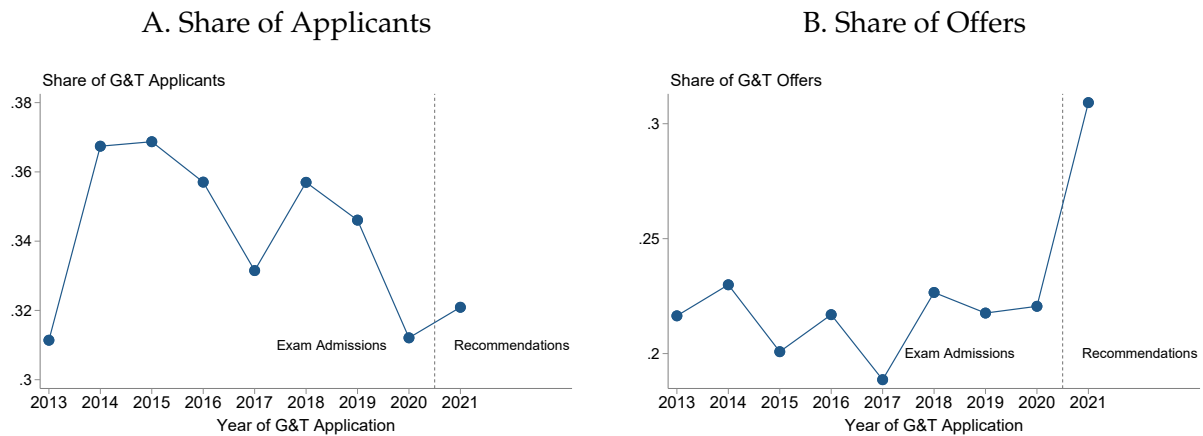 A. Share of Applicants
Share of G&T Applicants
.38
.36
.34
.32
.3
Exam Admissions
Recommendations
2013 2014 2015 2016 2017 2018 2019 2020 2021
Year of G&T Application
B. Share of Offers
Share of G&T Offers
.3
.25
.2
Exam Admissions
Recommendations
2013 2014 2015 2016 2017 2018 2019 2020 2021
Year of G&T Application